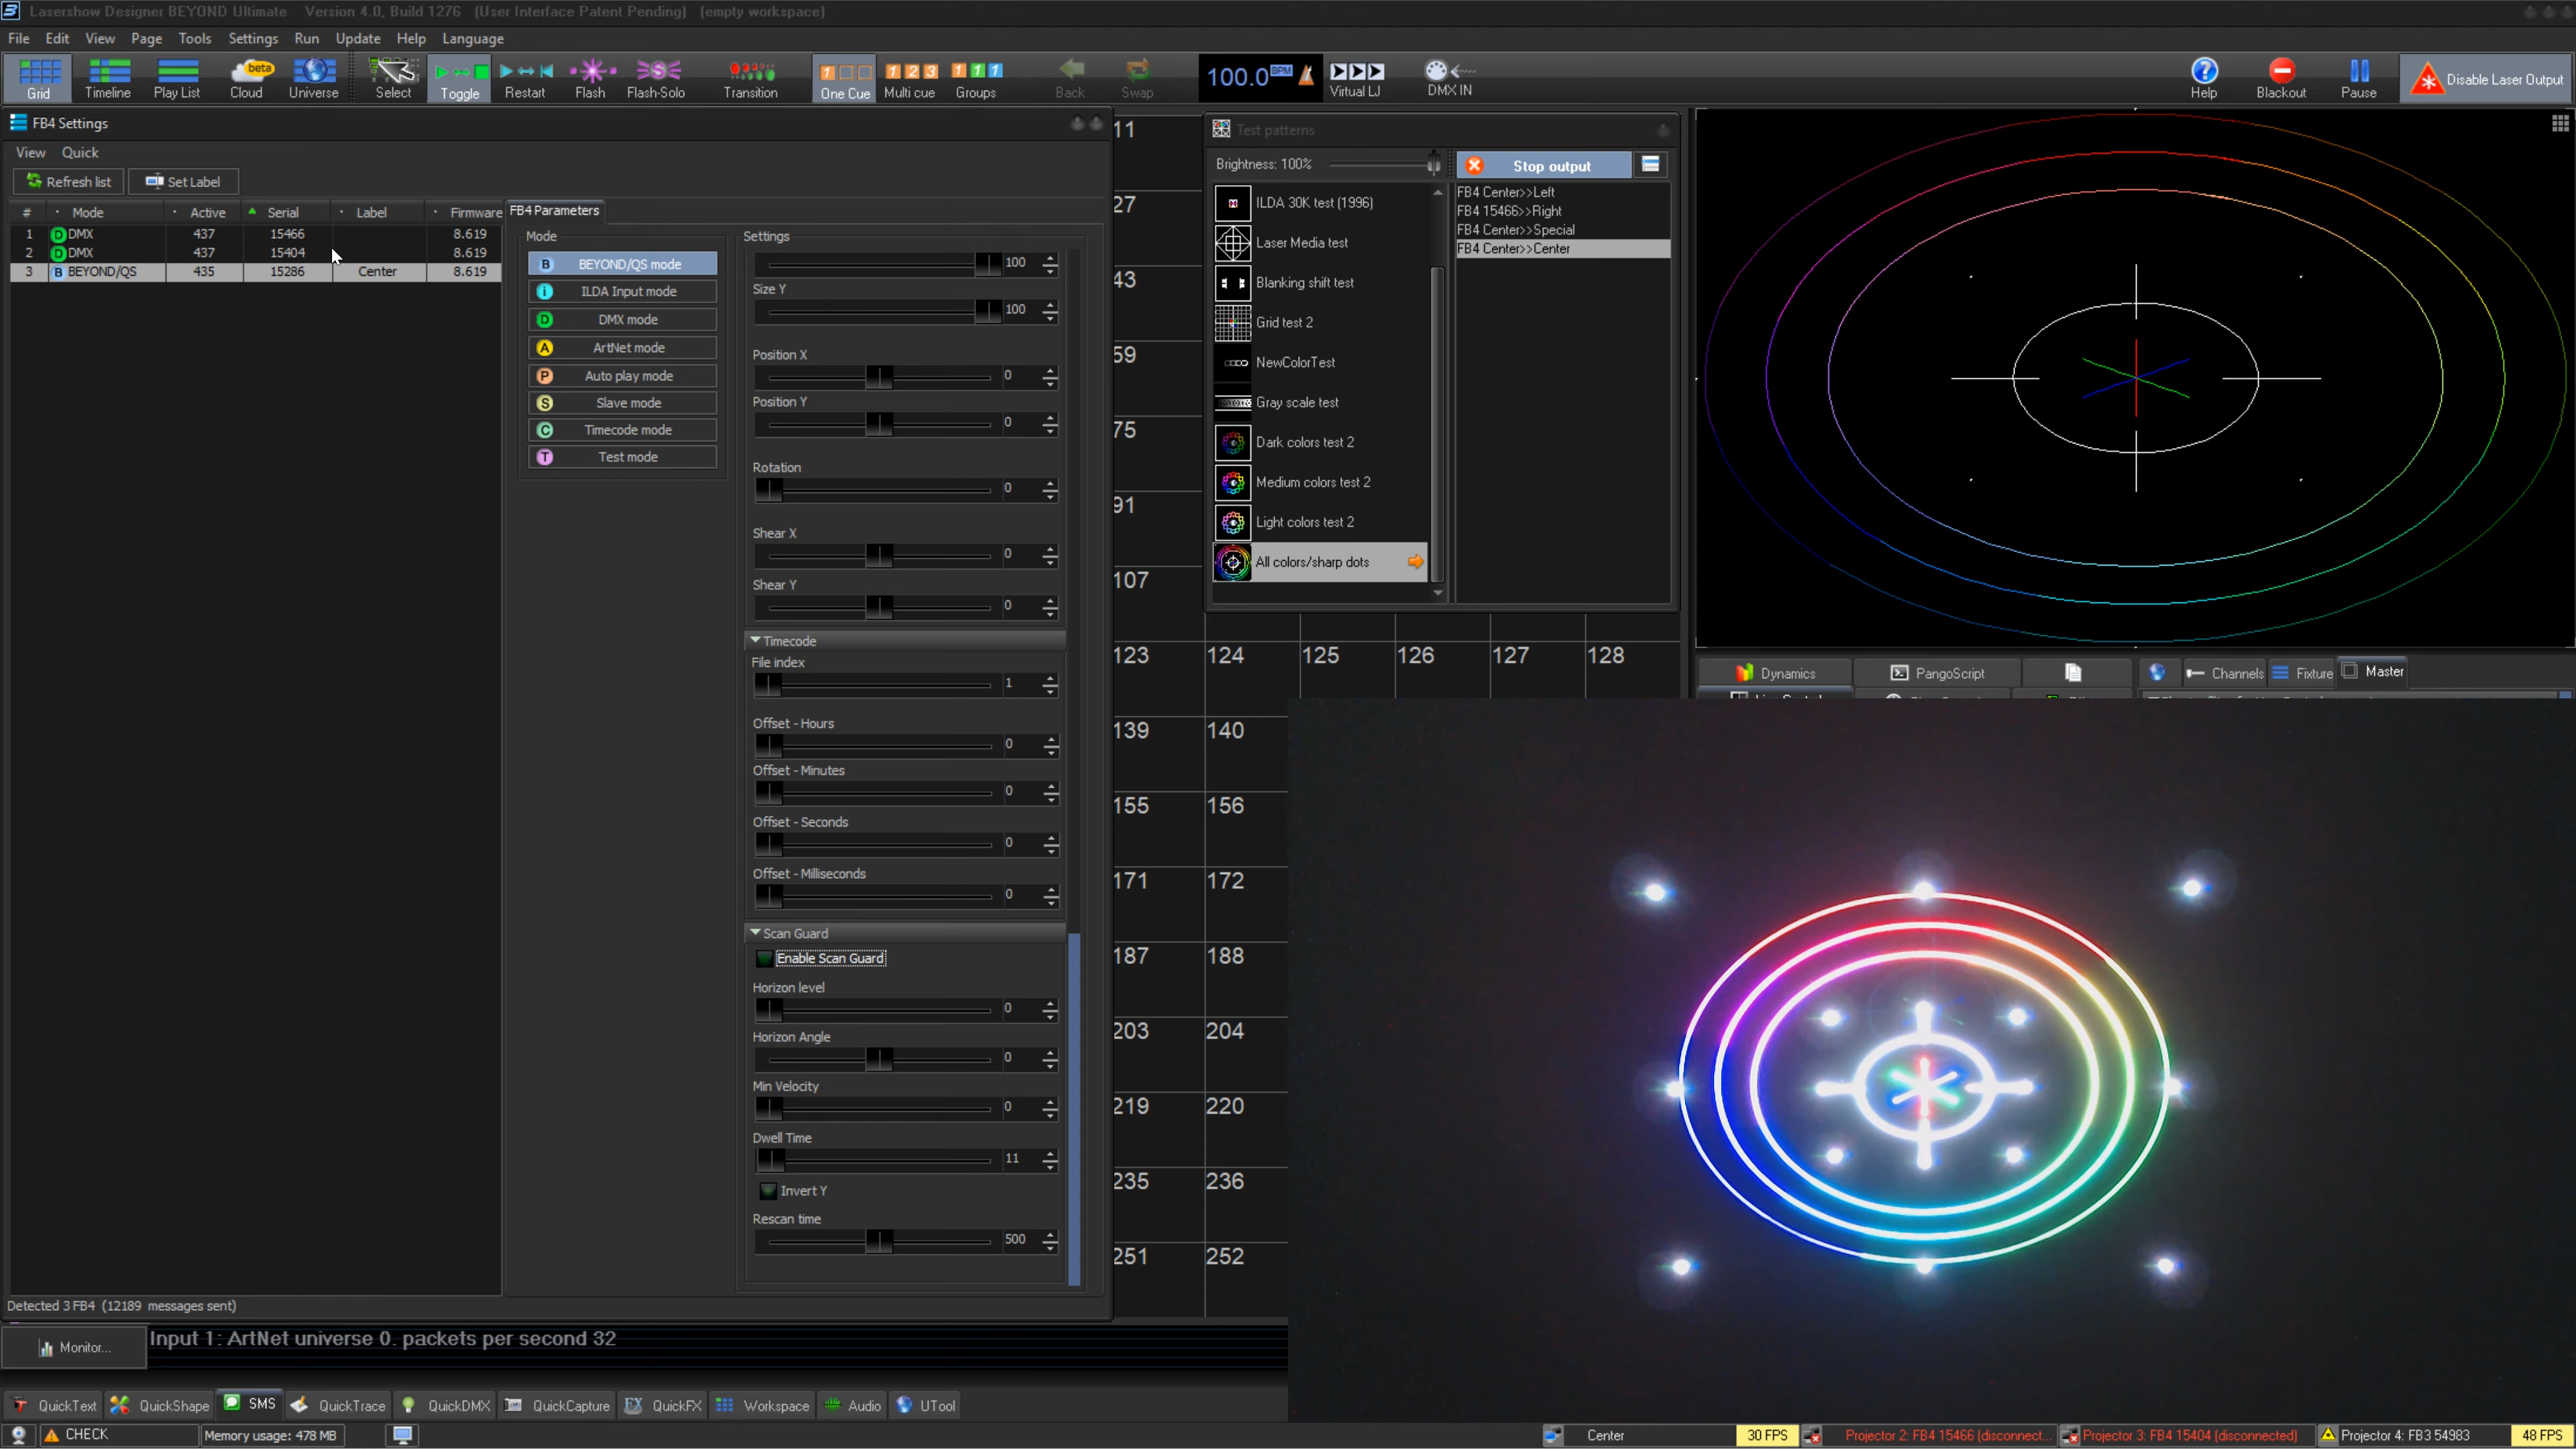 Lasershow Designer BEYOND Ultimate Version 4.0, Build 1276 (User Interface Patent Pending) (empty workspace)
File Edit View Page Tools Settings Run Update Help Language
Grid Timeline Play List beta Cloud Universe Select Toggle Restart Flash Flash-Solo Transition One Cue Multi cue Groups Back Swap 100.0 BPM Virtual LJ DMX IN Help Blackout Pause Disable Laser Output
FB4 Settings
View Quick
Refresh list Set Label
# Mode Active Serial Label Firmware
1 D DMX 437 15466 8.619
2 D DMX 437 15404 8.619
3 B BEYOND/QS 435 15286 Center 8.619
FB4 Parameters
Mode
B BEYOND/QS mode
i ILDA Input mode
D DMX mode
A ArtNet mode
P Auto play mode
S Slave mode
C Timecode mode
T Test mode
Settings
100
Size Y
100
Position X
0
Position Y
0
Rotation
0
Shear X
0
Shear Y
0
Timecode
File index
1
Offset - Hours
0
Offset - Minutes
0
Offset - Seconds
0
Offset - Milliseconds
0
Scan Guard
Enable Scan Guard
Horizon level
0
Horizon Angle
0
Min Velocity
0
Dwell Time
11
Invert Y
Rescan time
500
Detected 3 FB4 (12189 messages sent)
11
27
43
59
75
91
107
123 124 125 126 127 128
139 140
155 156
171 172
187 188
203 204
219 220
235 236
251 252
Test patterns
Brightness: 100%
Stop output
ILDA 30K test (1996)
Laser Media test
Blanking shift test
Grid test 2
NewColorTest
Gray scale test
Dark colors test 2
Medium colors test 2
Light colors test 2
All colors/sharp dots
FB4 Center>>Left
FB4 15466>>Right
FB4 Center>>Special
FB4 Center>>Center
Dynamics PangoScript Channels Fixture Master
Monitor... Input 1: ArtNet universe 0. packets per second 32
QuickText QuickShape SMS QuickTrace QuickDMX QuickCapture FX QuickFX Workspace Audio UTool
CHECK Memory usage: 478 MB Center 30 FPS Projector 2: FB4 15466 (disconnect... Projector 3: FB4 15404 (disconnected) Projector 4: FB3 54983 48 FPS